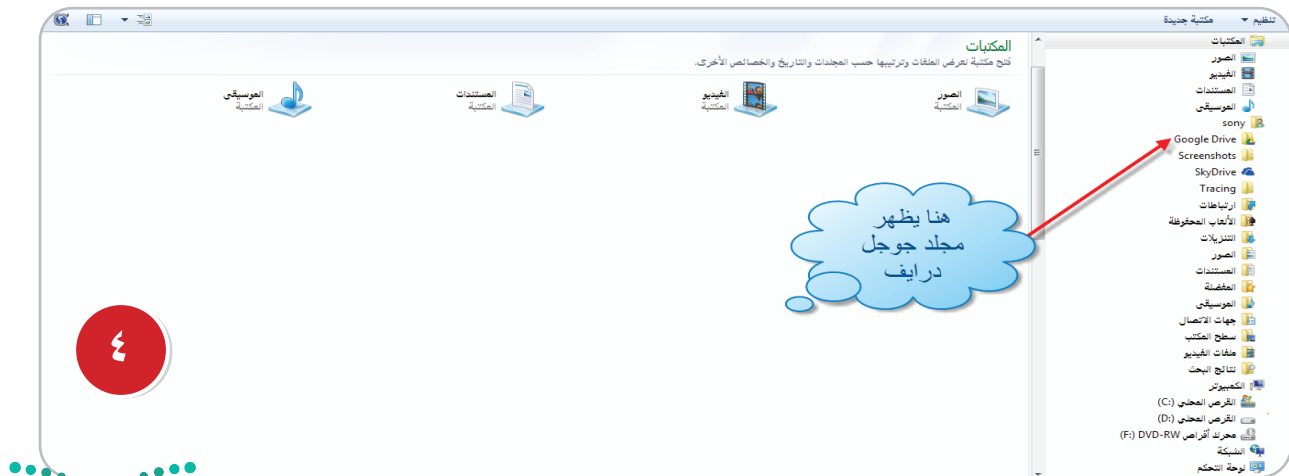 تنظيم
مكتبة جديدة
المكتبات
الصور
الفيديو
المستندات
الموسيقى
sony
Google Drive
Screenshots
SkyDrive
Tracing
ارتباطات
الألعاب المحفوظة
التنزيلات
الصور
المستندات
المفضلة
الموسيقى
جهات الاتصال
سطح المكتب
ملفات الفيديو
نتائج البحث
الكمبيوتر
القرص المحلي (C:)
القرص المحلي (D:)
محرك أقراص DVD-RW (F:)
الشبكة
لوحة التحكم
المكتبات
فتح مكتبة لعرض الملفات وترتيبها حسب المجلدات والتاريخ والخصائص الأخرى.
الصور
المكتبة
الفيديو
المكتبة
المستندات
المكتبة
الموسيقى
المكتبة
هنا يظهر
مجلد جوجل
درايف
٤